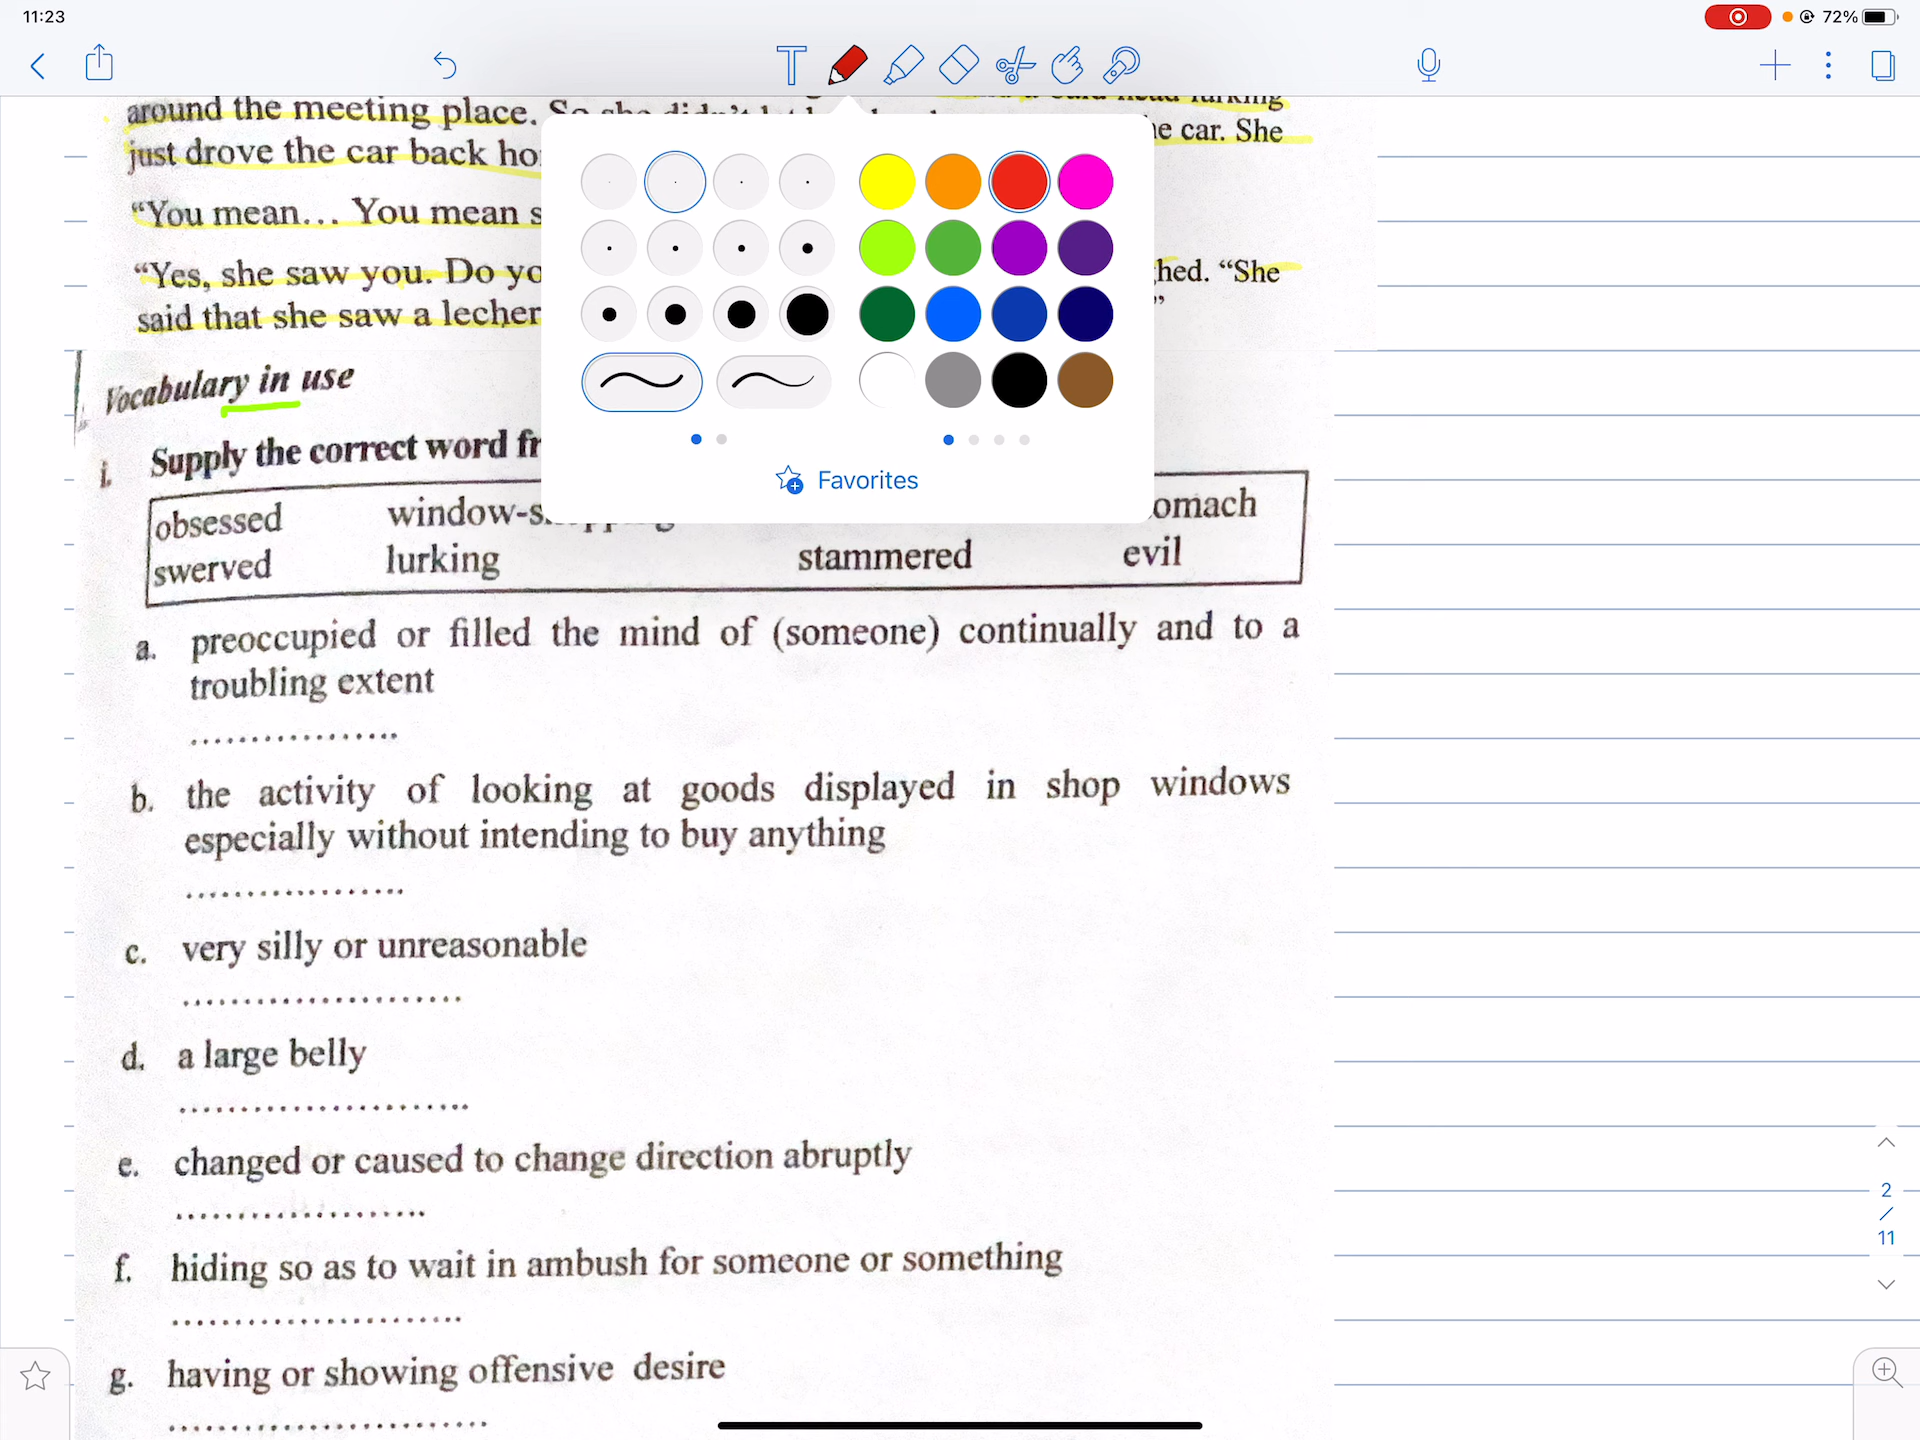 11:23
72%
around the meeting place.
just drove the car back
he car. She
"You mean... You mean
"Yes, she saw you. Do
hed. "She
said that she saw a lecher
Vocabulary in use
i. Supply the correct word
Favorites
obsessed
omach
swerved lurking stammered evil
a. preoccupied or filled the mind of (someone) continually and to a
troubling extent
..................
b. the activity of looking at goods displayed in shop windows
especially without intending to buy anything
..................
c. very silly or unreasonable
.......................
d. a large belly
........................
e. changed or caused to change direction abruptly
.....................
f. hiding so as to wait in ambush for someone or something
........................
g. having or showing offensive desire
..........................
2
/
11